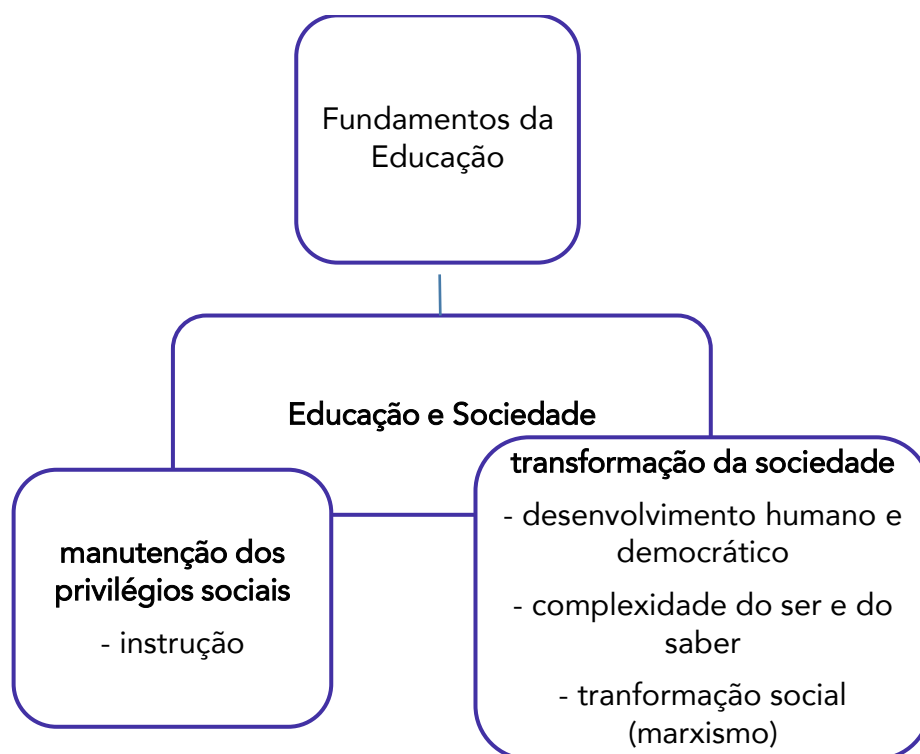 Fundamentos da
Educação
Educação e Sociedade
manutenção dos
privilégios sociais
- instrução
transformação da sociedade
- desenvolvimento humano e
democrático
- complexidade do ser e do
saber
- tranformação social
(marxismo)